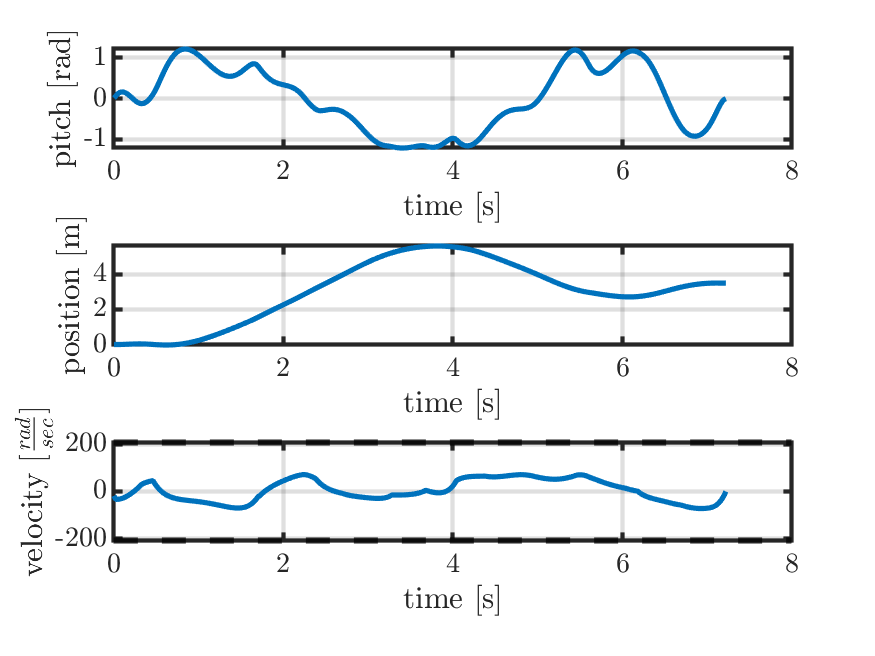 pitch [rad]
1
0
-1
0 2 4 6 8
time [s]
position [m]
4
2
0
0 2 4 6 8
time [s]
velocity [rad/sec]
200
0
-200
0 2 4 6 8
time [s]